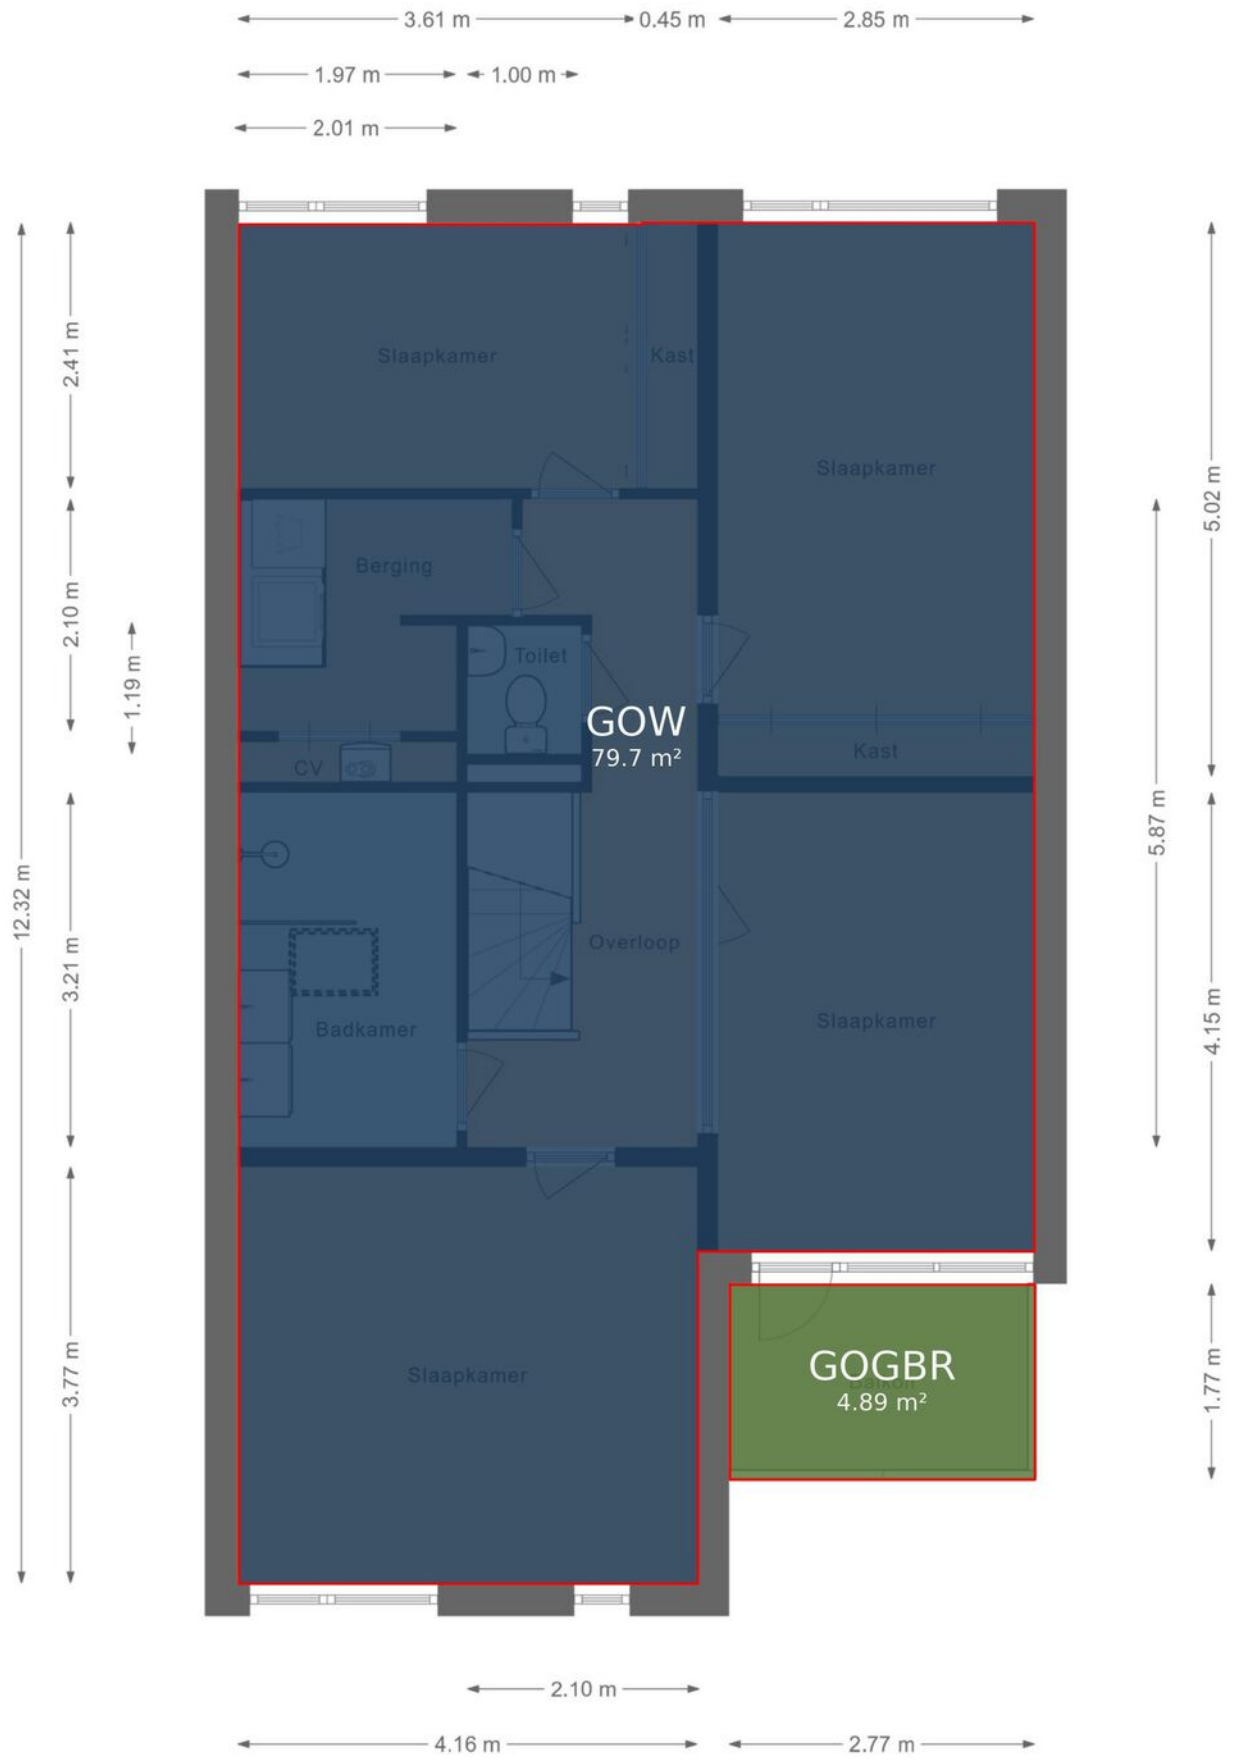 3.61 m
0.45 m
2.85 m
1.97 m
1.00 m
2.01 m
2.41 m
5.02 m
Slaapkamer
Kast
Slaapkamer
2.10 m
Berging
1.19 m
Toilet
GOW
79.7 m²
Kast
CV
5.87 m
12.32 m
3.21 m
Overloop
4.15 m
Badkamer
Slaapkamer
3.77 m
Slaapkamer
GOGBR
Balkon
4.89 m²
1.77 m
2.10 m
4.16 m
2.77 m